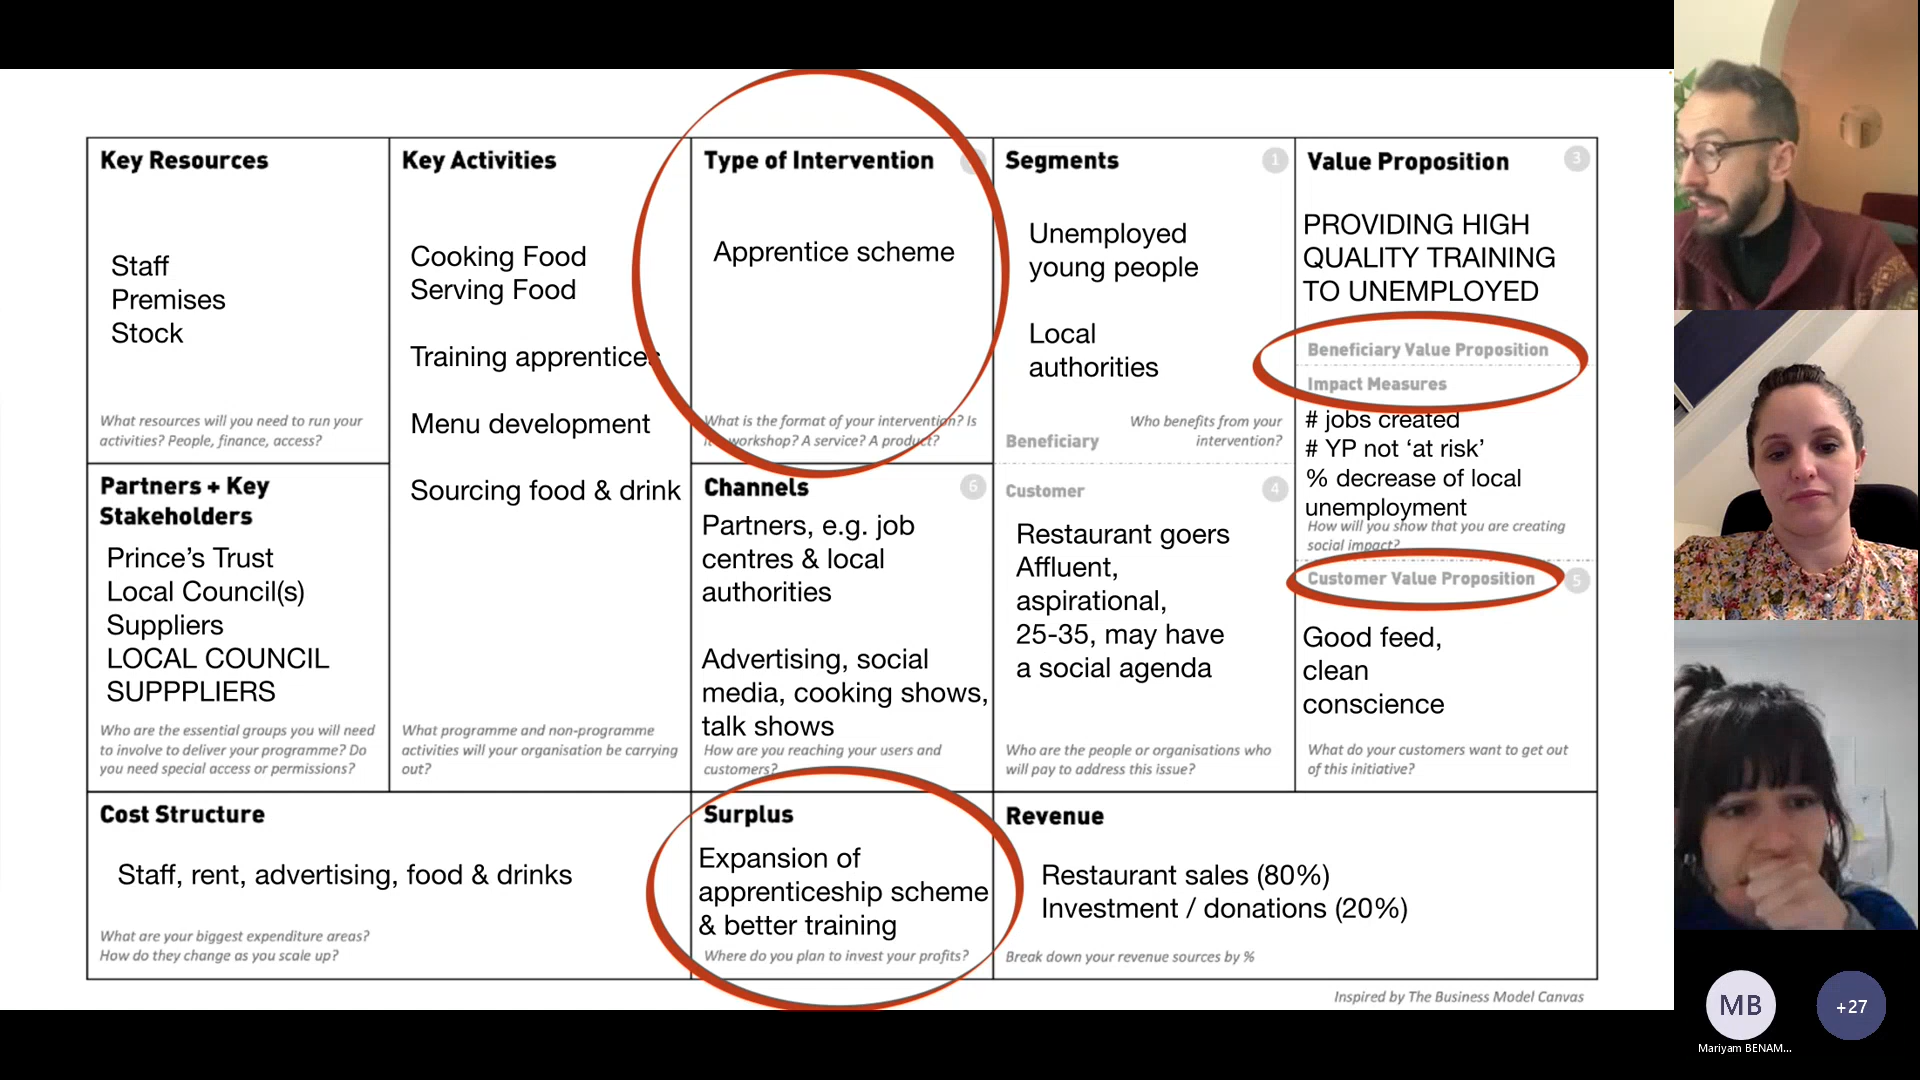 Key Resources
Staff
Premises
Stock
What resources will you need to run your
activities? People, finance, access?
Partners + Key
Stakeholders
Prince's Trust
Local Council(s)
Suppliers
LOCAL COUNCIL
SUPPPLIERS
Who are the essential groups you will need
to involve to deliver your programme? Do
you need special access or permissions?
Key Activities
Cooking Food
Serving Food
Training apprentices
Menu development
Sourcing food & drink
What programme and non-programme
activities will your organisation be carrying
out?
Type of Intervention
Apprentice scheme
What is the format of your intervention? Is
it a workshop? A service? A product?
Channels
6
Partners, e.g. job
centres & local
authorities
Advertising, social
media, cooking shows,
talk shows
How are you reaching your users and
customers?
Segments
1
Unemployed
young people
Local
authorities
Who benefits from your
intervention?
Beneficiary
Customer
4
Restaurant goers
Affluent,
aspirational,
25-35, may have
a social agenda
Who are the people or organisations who
will pay to address this issue?
Value Proposition
3
PROVIDING HIGH
QUALITY TRAINING
TO UNEMPLOYED
Beneficiary Value Proposition
Impact Measures
# jobs created
# YP not ‘at risk’
% decrease of local
unemployment
How will you show that you are creating
social impact?
Customer Value Proposition
5
Good feed,
clean
conscience
What do your customers want to get out
of this initiative?
Cost Structure
Staff, rent, advertising, food & drinks
What are your biggest expenditure areas?
How do they change as you scale up?
Surplus
Expansion of
apprenticeship scheme
& better training
Where do you plan to invest your profits?
Revenue
Restaurant sales (80%)
Investment / donations (20%)
Break down your revenue sources by %
Inspired by The Business Model Canvas
MB
Mariyam BENAM...
+27